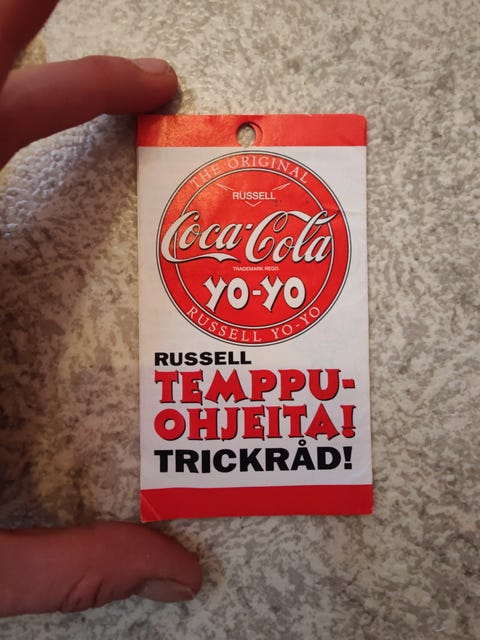 THE ORIGINAL
RUSSELL
Coca-Cola
TRADEMARK REGD.
YO-YO
RUSSELL YO-YO
RUSSELL
TEMPPU-
OHJEITA!
TRICKRÅD!